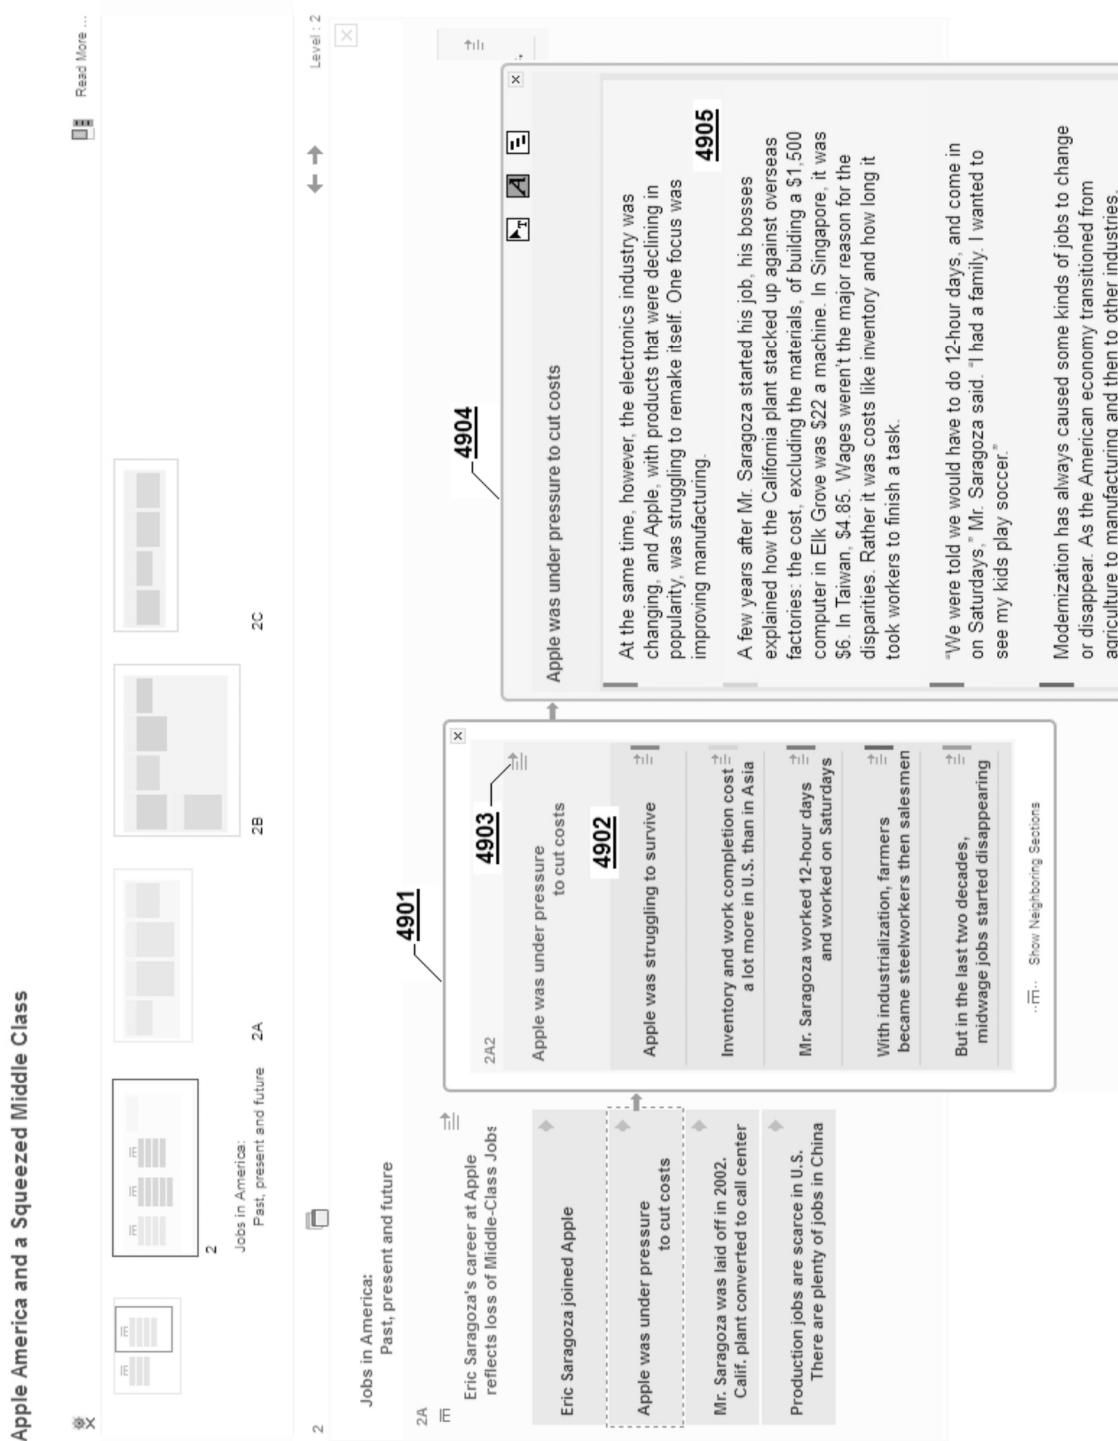 Apple America and a Squeezed Middle Class
Read More ...
2
Jobs in America:
Past, present and future
2A
2B
2C
2
Level : 2
Jobs in America:
Past, present and future
2A
Eric Saragoza's career at Apple
reflects loss of Middle-Class Jobs
Eric Saragoza joined Apple
Apple was under pressure
to cut costs
Mr. Saragoza was laid off in 2002.
Calif. plant converted to call center
Production jobs are scarce in U.S.
There are plenty of jobs in China
4901
2A2
4903
Apple was under pressure
to cut costs
4902
Apple was struggling to survive
Inventory and work completion cost
a lot more in U.S. than in Asia
Mr. Saragoza worked 12-hour days
and worked on Saturdays
With industrialization, farmers
became steelworkers then salesmen
But in the last two decades,
midwage jobs started disappearing
Show Neighboring Sections
4904
T
A
Apple was under pressure to cut costs
At the same time, however, the electronics industry was
changing, and Apple, with products that were declining in
popularity, was struggling to remake itself. One focus was
improving manufacturing.
4905
A few years after Mr. Saragoza started his job, his bosses
explained how the California plant stacked up against overseas
factories: the cost, excluding the materials, of building a $1,500
computer in Elk Grove was $22 a machine. In Singapore, it was
$6. In Taiwan, $4.85. Wages weren't the major reason for the
disparities. Rather it was costs like inventory and how long it
took workers to finish a task.
"We were told we would have to do 12-hour days, and come in
on Saturdays," Mr. Saragoza said. "I had a family. I wanted to
see my kids play soccer."
Modernization has always caused some kinds of jobs to change
or disappear. As the American economy transitioned from
agriculture to manufacturing and then to other industries,